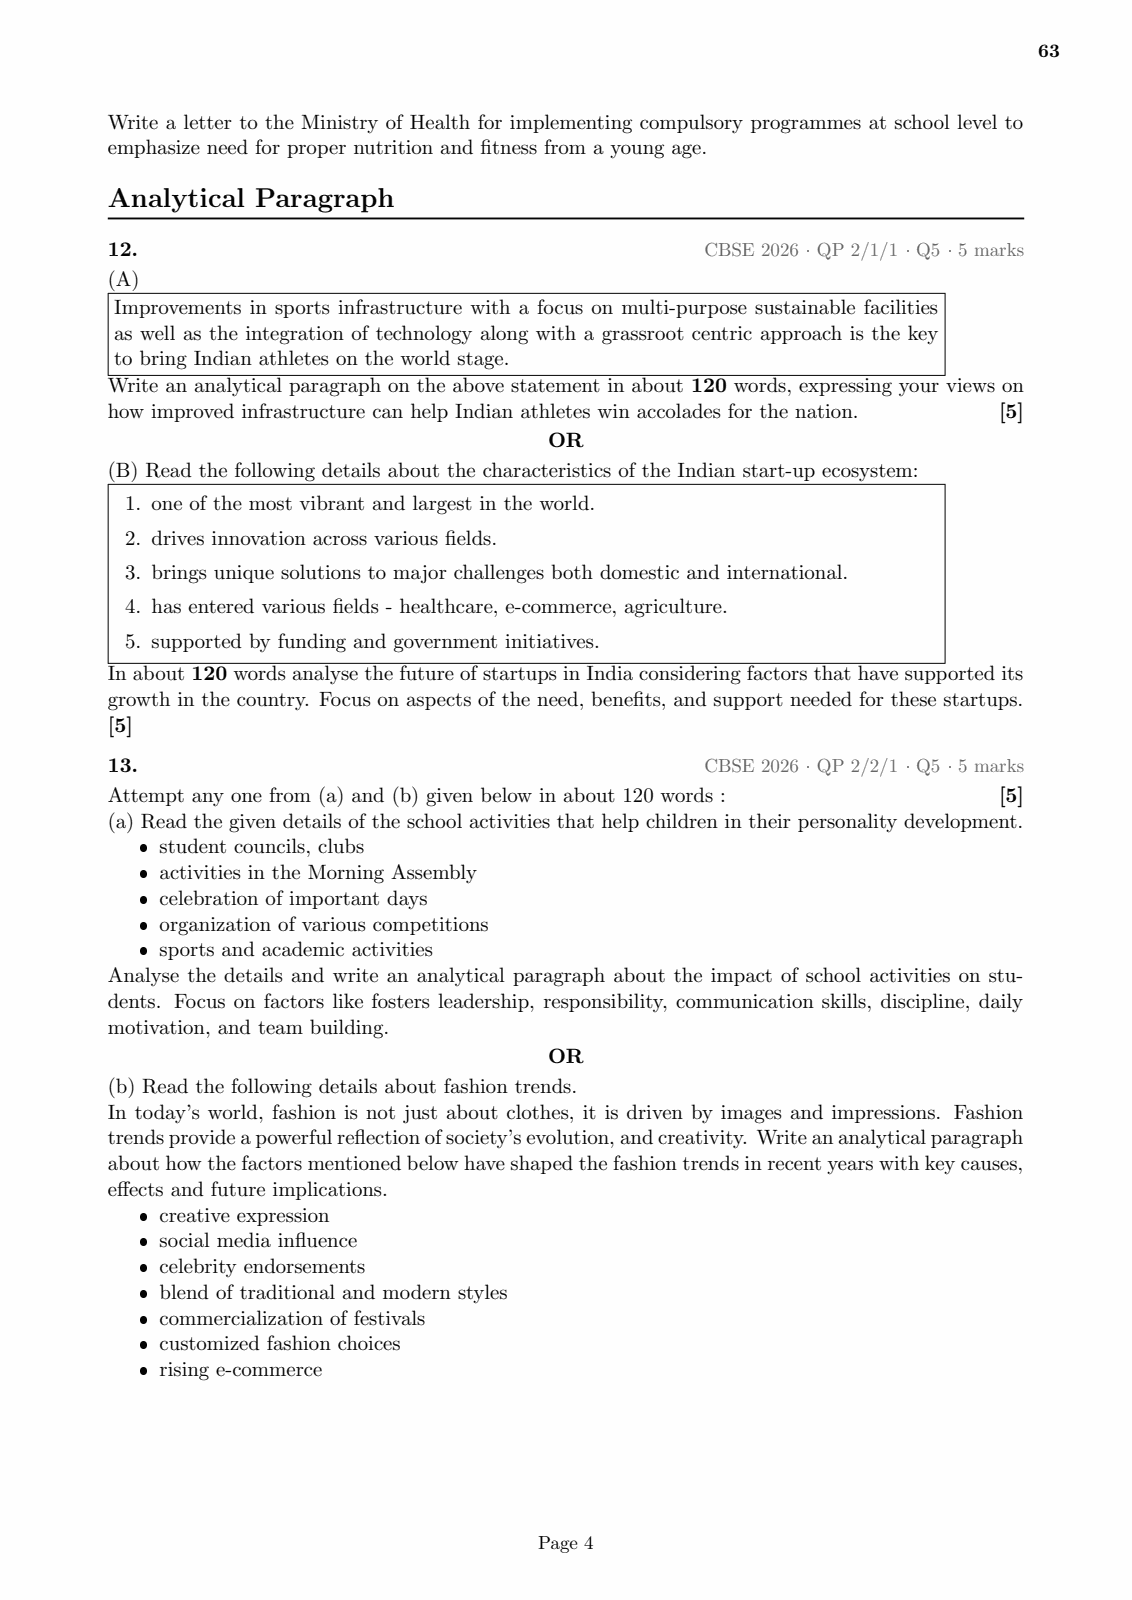 63
Write a letter to the Ministry of Health for implementing compulsory programmes at school level to
emphasize need for proper nutrition and fitness from a young age.
Analytical Paragraph
12. CBSE 2026 · QP 2/1/1 · Q5 · 5 marks
(A)
Improvements in sports infrastructure with a focus on multi-purpose sustainable facilities
as well as the integration of technology along with a grassroot centric approach is the key
to bring Indian athletes on the world stage.
Write an analytical paragraph on the above statement in about 120 words, expressing your views on
how improved infrastructure can help Indian athletes win accolades for the nation. [5]
OR
(B) Read the following details about the characteristics of the Indian start-up ecosystem:
1. one of the most vibrant and largest in the world.
2. drives innovation across various fields.
3. brings unique solutions to major challenges both domestic and international.
4. has entered various fields - healthcare, e-commerce, agriculture.
5. supported by funding and government initiatives.
In about 120 words analyse the future of startups in India considering factors that have supported its
growth in the country. Focus on aspects of the need, benefits, and support needed for these startups.
[5]
13. CBSE 2026 · QP 2/2/1 · Q5 · 5 marks
Attempt any one from (a) and (b) given below in about 120 words : [5]
(a) Read the given details of the school activities that help children in their personality development.
• student councils, clubs
• activities in the Morning Assembly
• celebration of important days
• organization of various competitions
• sports and academic activities
Analyse the details and write an analytical paragraph about the impact of school activities on stu-
dents. Focus on factors like fosters leadership, responsibility, communication skills, discipline, daily
motivation, and team building.
OR
(b) Read the following details about fashion trends.
In today's world, fashion is not just about clothes, it is driven by images and impressions. Fashion
trends provide a powerful reflection of society's evolution, and creativity. Write an analytical paragraph
about how the factors mentioned below have shaped the fashion trends in recent years with key causes,
effects and future implications.
• creative expression
• social media influence
• celebrity endorsements
• blend of traditional and modern styles
• commercialization of festivals
• customized fashion choices
• rising e-commerce
Page 4